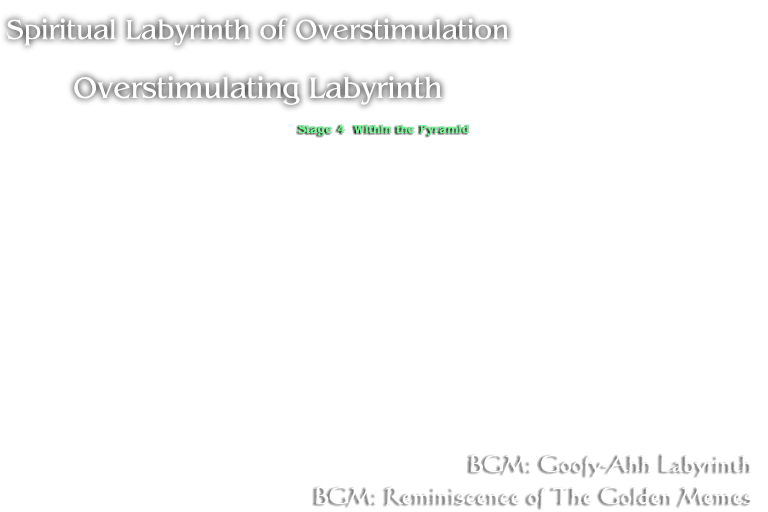 Spiritual Labyrinth of Overstimulation
Overstimulating Labyrinth
Stage 4 Within the Pyramid
BGM: Goofy-Ahh Labyrinth
BGM: Reminiscence of The Golden Memes